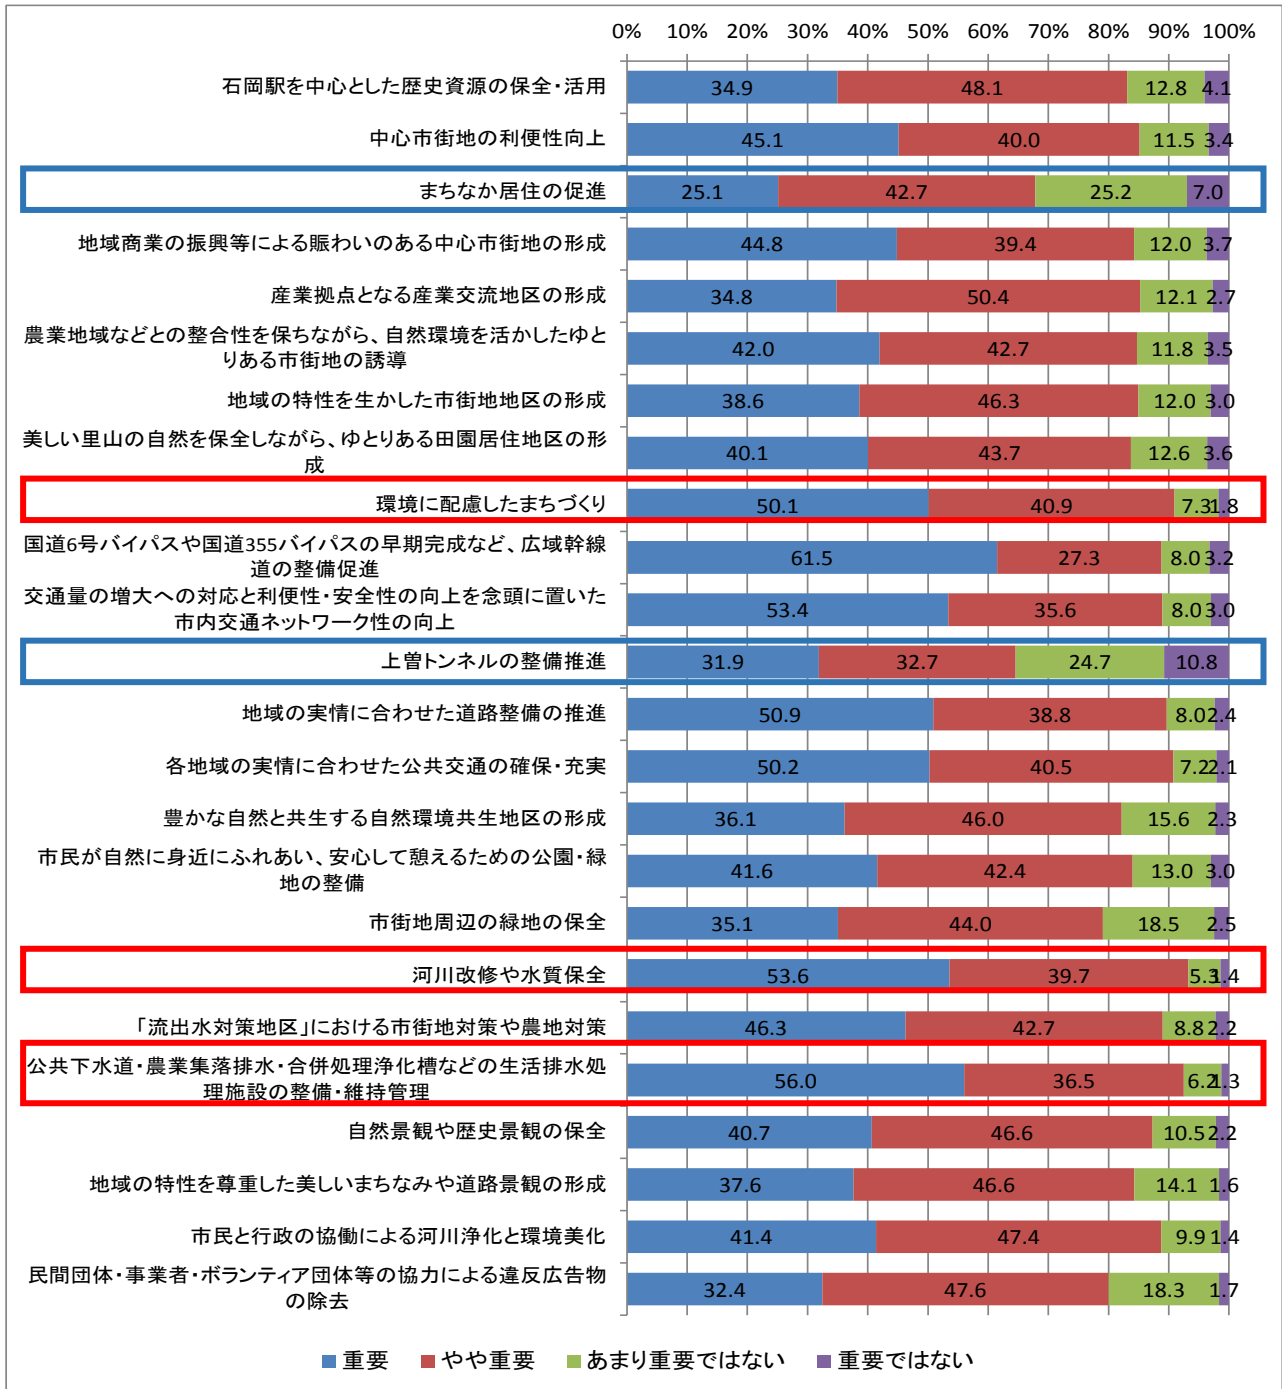 0% 10% 20% 30% 40% 50% 60% 70% 80% 90% 100%
石岡駅を中心とした歴史資源の保全・活用 34.9 48.1 12.8 4.1
中心市街地の利便性向上 45.1 40.0 11.5 3.4
まちなか居住の促進 25.1 42.7 25.2 7.0
地域商業の振興等による賑わいのある中心市街地の形成 44.8 39.4 12.0 3.7
産業拠点となる産業交流地区の形成 34.8 50.4 12.1 2.7
農業地域などとの整合性を保ちながら、自然環境を活かしたゆと
りある市街地の誘導 42.0 42.7 11.8 3.5
地域の特性を生かした市街地地区の形成 38.6 46.3 12.0 3.0
美しい里山の自然を保全しながら、ゆとりある田園居住地区の形
成 40.1 43.7 12.6 3.6
環境に配慮したまちづくり 50.1 40.9 7.3 1.8
国道6号バイパスや国道355バイパスの早期完成など、広域幹線
道の整備促進 61.5 27.3 8.0 3.2
交通量の増大への対応と利便性・安全性の向上を念頭に置いた
市内交通ネットワーク性の向上 53.4 35.6 8.0 3.0
上曽トンネルの整備推進 31.9 32.7 24.7 10.8
地域の実情に合わせた道路整備の推進 50.9 38.8 8.0 2.4
各地域の実情に合わせた公共交通の確保・充実 50.2 40.5 7.2 2.1
豊かな自然と共生する自然環境共生地区の形成 36.1 46.0 15.6 2.3
市民が自然に身近にふれあい、安心して憩えるための公園・緑
地の整備 41.6 42.4 13.0 3.0
市街地周辺の緑地の保全 35.1 44.0 18.5 2.5
河川改修や水質保全 53.6 39.7 5.3 1.4
「流出水対策地区」における市街地対策や農地対策 46.3 42.7 8.8 2.2
公共下水道・農業集落排水・合併処理浄化槽などの生活排水処
理施設の整備・維持管理 56.0 36.5 6.2 1.3
自然景観や歴史景観の保全 40.7 46.6 10.5 2.2
地域の特性を尊重した美しいまちなみや道路景観の形成 37.6 46.6 14.1 1.6
市民と行政の協働による河川浄化と環境美化 41.4 47.4 9.9 1.4
民間団体・事業者・ボランティア団体等の協力による違反広告物
の除去 32.4 47.6 18.3 1.7
重要 やや重要 あまり重要ではない 重要ではない